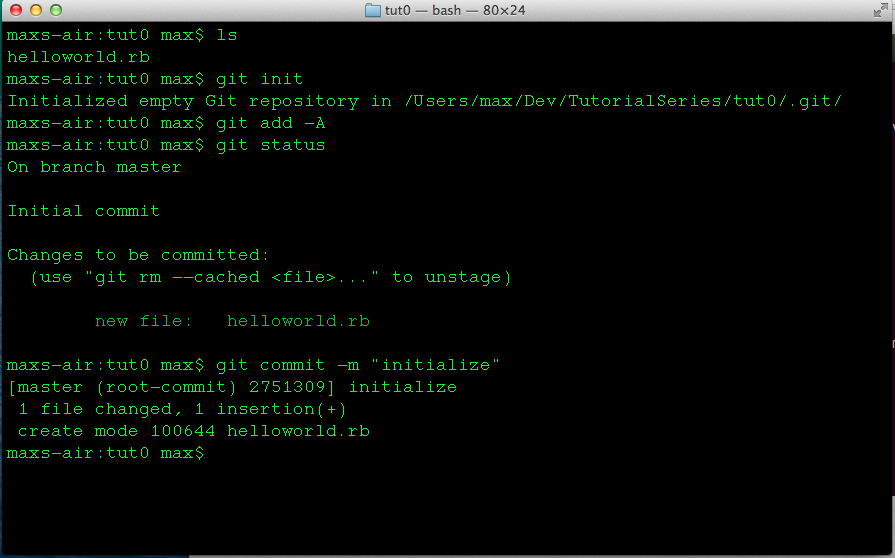 tut0 — bash — 80×24
maxs-air:tut0 max$ ls
helloworld.rb
maxs-air:tut0 max$ git init
Initialized empty Git repository in /Users/max/Dev/TutorialSeries/tut0/.git/
maxs-air:tut0 max$ git add -A
maxs-air:tut0 max$ git status
On branch master

Initial commit

Changes to be committed:
  (use "git rm --cached <file>..." to unstage)

        new file:   helloworld.rb

maxs-air:tut0 max$ git commit -m "initialize"
[master (root-commit) 2751309] initialize
 1 file changed, 1 insertion(+)
 create mode 100644 helloworld.rb
maxs-air:tut0 max$